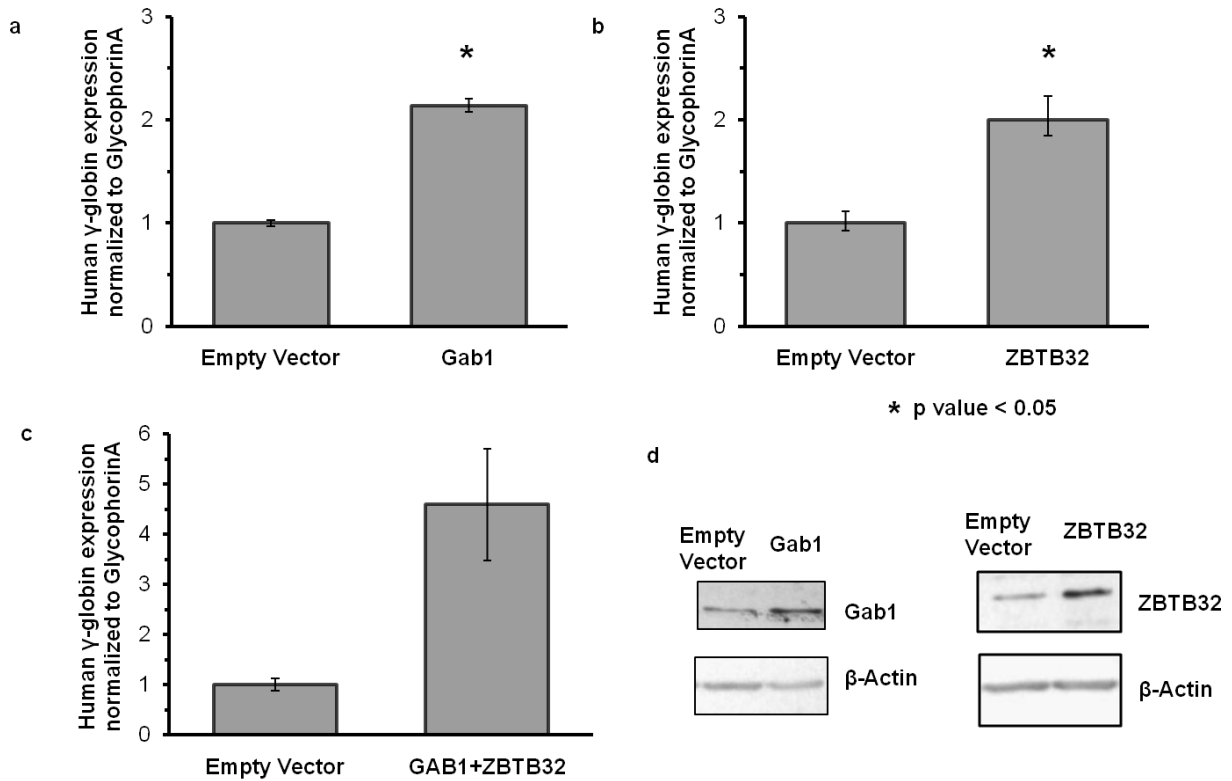 a
Human γ-globin expression
normalized to GlycophorinA
3
2
1
0
*
Empty Vector
Gab1
b
Human γ-globin expression
normalized to GlycophorinA
3
2
1
0
*
Empty Vector
ZBTB32
* p value < 0.05
c
Human γ-globin expression
normalized to GlycophorinA
6
5
4
3
2
1
0
Empty Vector
GAB1+ZBTB32
d
Empty
Vector
Gab1
Gab1
β-Actin
Empty
Vector
ZBTB32
ZBTB32
β-Actin